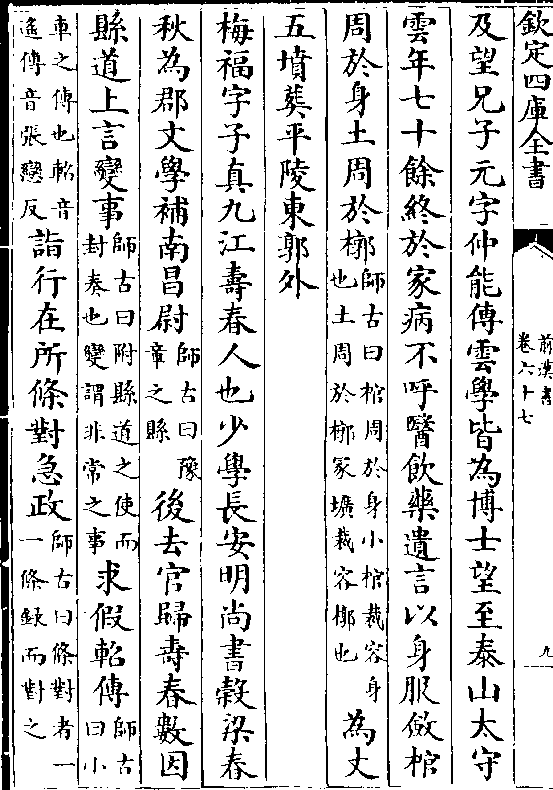 欽定四庫全書
前漢書
卷六十七
九
及望兄子元字仲能傳雲學皆為博士望至泰山太守
雲年七十餘終於家病不呼醫飲藥遺言以身服斂棺
周於身土周於槨師古曰棺周於身小棺裁容身也土周於槨冢壙裁容槨也為丈
五墳葬平陵東郭外
梅福字子真九江壽春人也少學長安明尚書穀梁春
秋為郡文學補南昌尉師古曰豫章之縣後去官歸壽春數因
縣道上言變事師古曰附縣道之使而封奏也變謂非常之事求假軺傳師古曰小
車之傳也軺音遙傳音張戀反詣行在所條對急政師古曰條對者一一條錄而對之